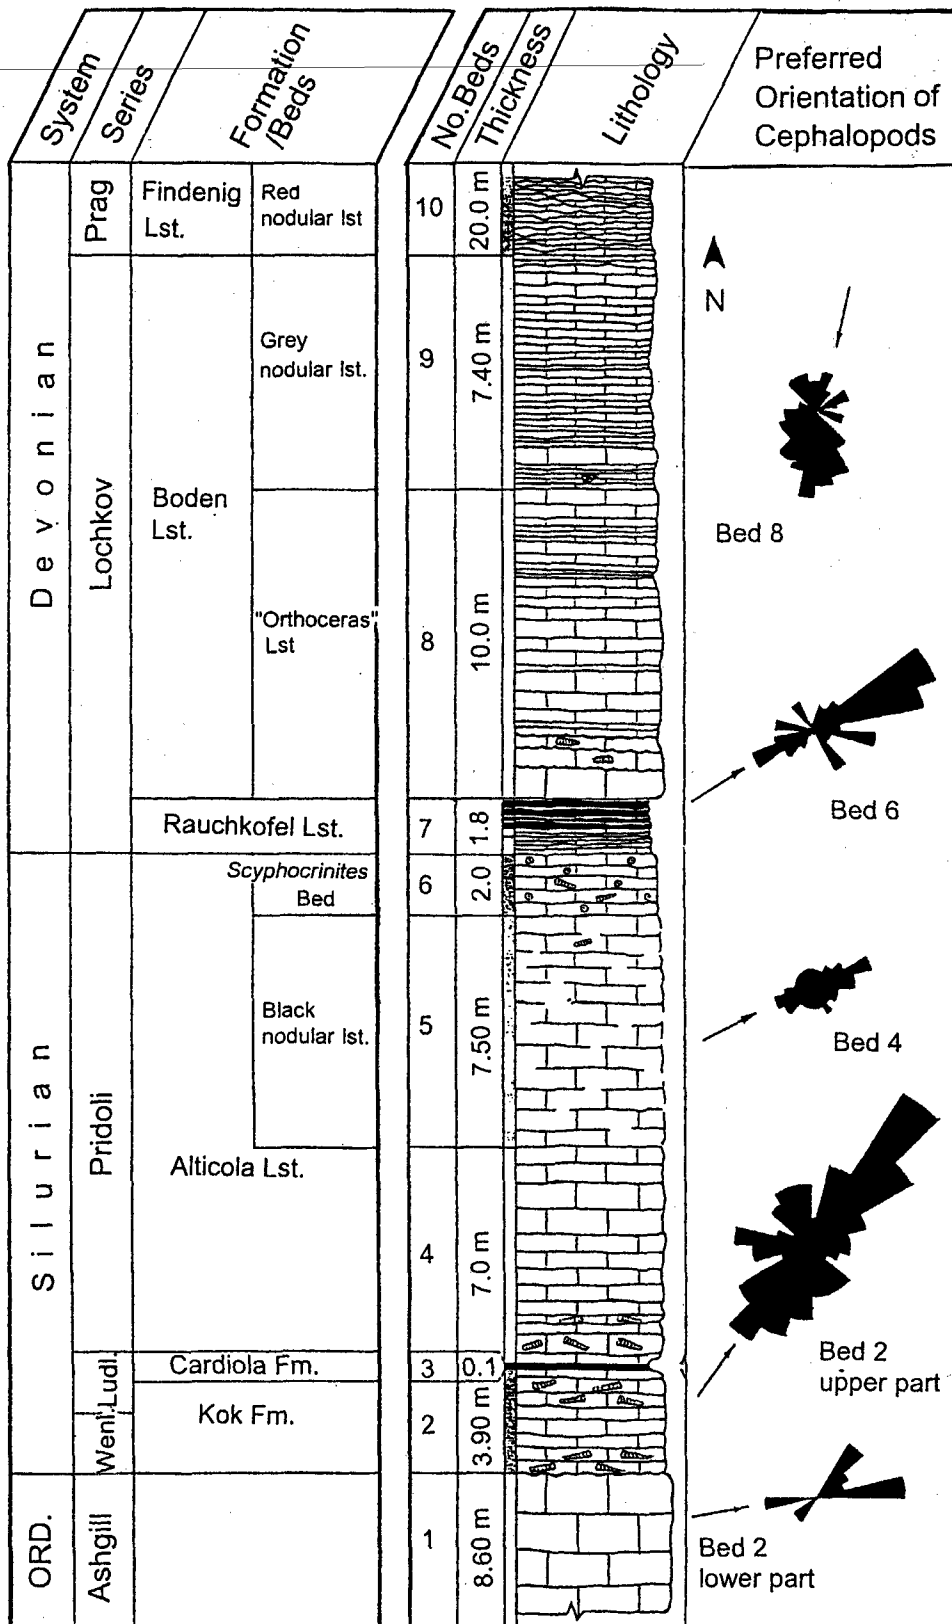 System
Series
Formation
/Beds
No. Beds
Thickness
Lithology
Preferred
Orientation of
Cephalopods
Devonian
Silurian
ORD.
Prag
Lochkov
Pridoli
Ludl.
Wenl.
Ashgill
Findenig
Lst.
Red
nodular lst
Boden
Lst.
Grey
nodular lst.
"Orthoceras"
Lst
Rauchkofel Lst.
Scyphocrinites
Bed
Black
nodular lst.
Alticola Lst.
Cardiola Fm.
Kok Fm.
10
20.0 m
9
7.40 m
8
10.0 m
7
1.8
6
2.0
5
7.50 m
4
7.0 m
3
0.1
2
3.90 m
1
8.60 m
N
Bed 8
Bed 6
Bed 4
Bed 2
upper part
Bed 2
lower part